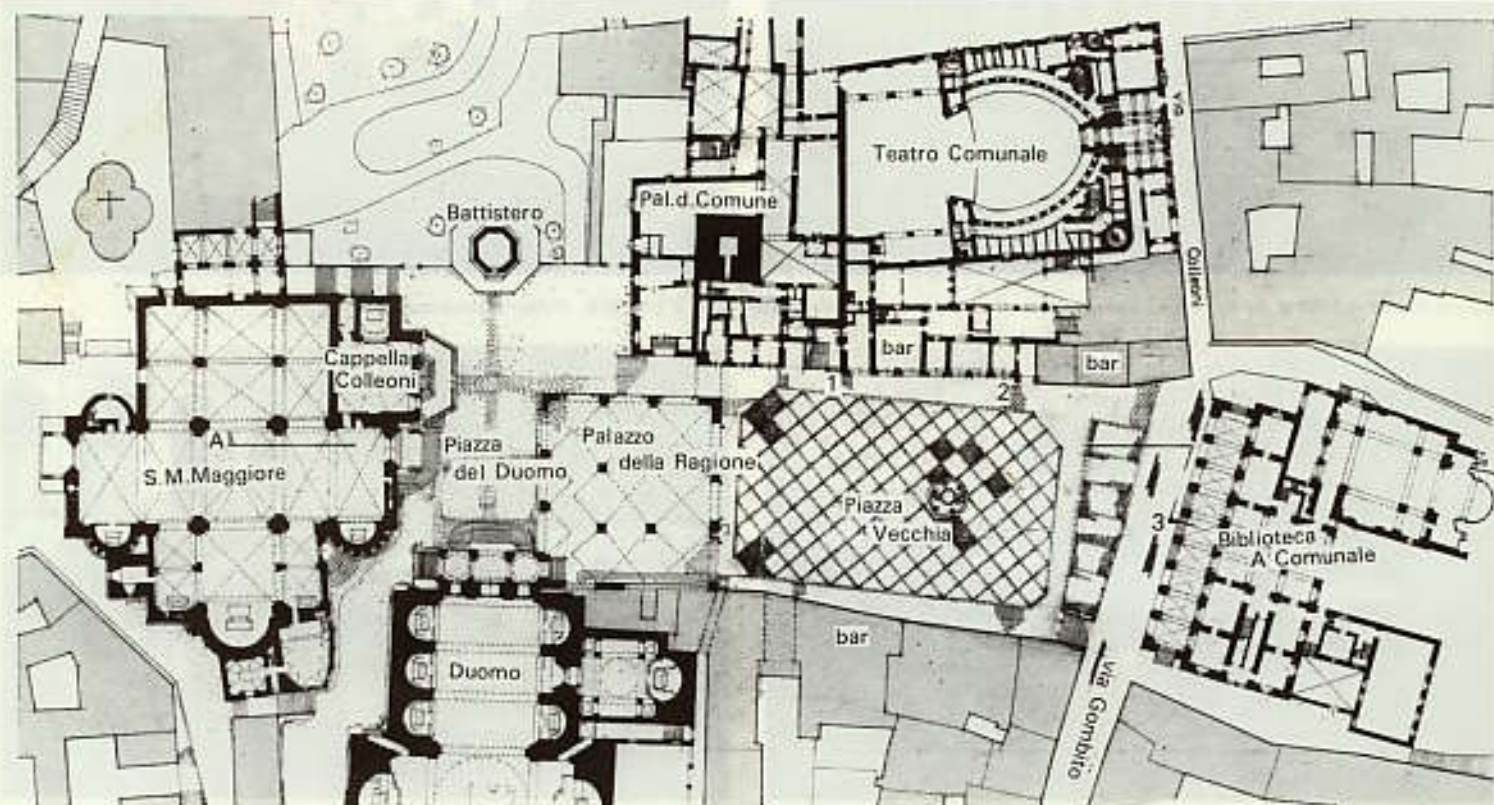 Teatro Comunale
Via
Colleoni
Pal.d.Comune
Battistero
Cappella
Colleoni
bar
bar
1
2
A
S.M.Maggiore
Piazza
del Duomo
Palazzo
della Ragione
Piazza
Vecchia
3
Biblioteca
A Comunale
bar
Duomo
Via Gombito